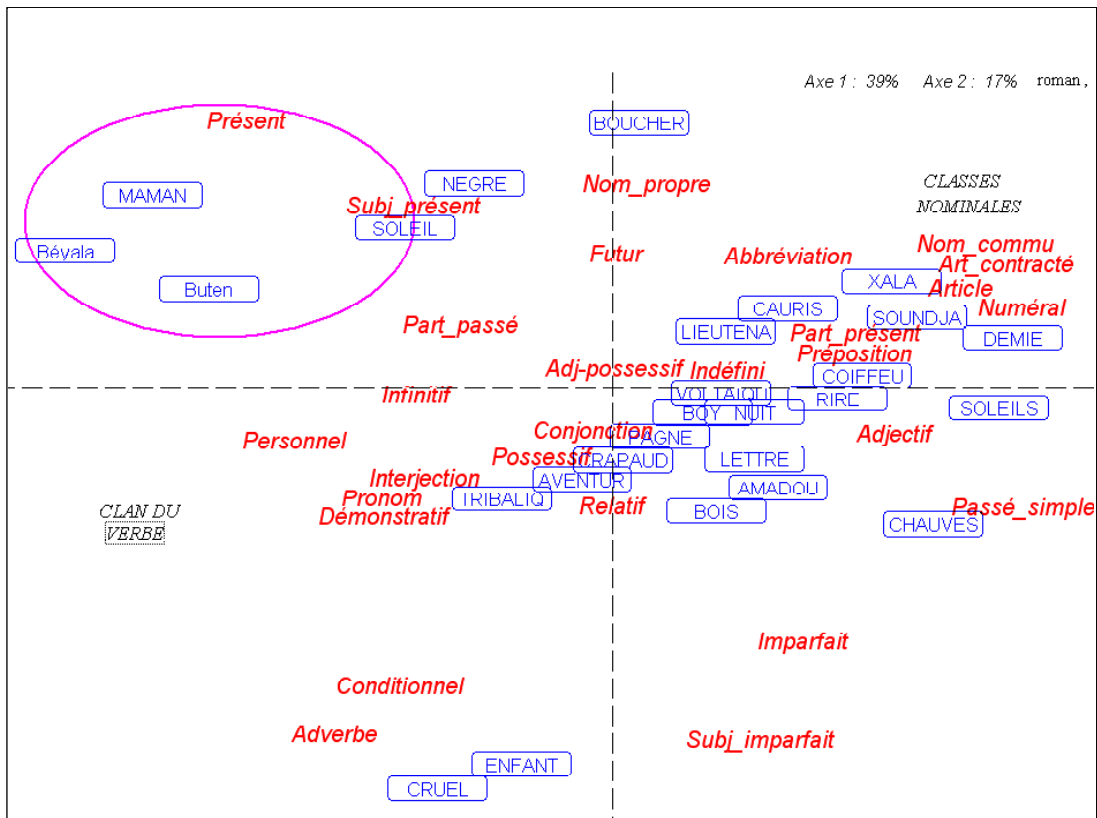 Axe 1 : 39% Axe 2 : 17% roman,
Présent
BOUCHER
MAMAN
NEGRE
Nom_propre
CLASSES
NOMINALES
Subj_présent
SOLEIL
Béyala
Futur
Abbréviation
Nom_commu
Art_contracté
XALA
Article
Buten
CAURIS
Numéral
SOUNDJA
Part_passé
LIEUTENA
Part_présent
DEMIE
Préposition
Adj-possessif
Indéfini
COIFFEU
Infinitif
VOLTAIQU
RIRE
BOY
NUIT
SOLEILS
Personnel
Conjonction
PAGNE
Adjectif
Possessif
CRAPAUD
LETTRE
Interjection
AVENTUR
AMADOU
Pronom
TRIBALIQ
Relatif
Passé_simple
Démonstratif
BOIS
CLAN DU
VERBE
CHAUVES
Imparfait
Conditionnel
Adverbe
Subj_imparfait
ENFANT
CRUEL